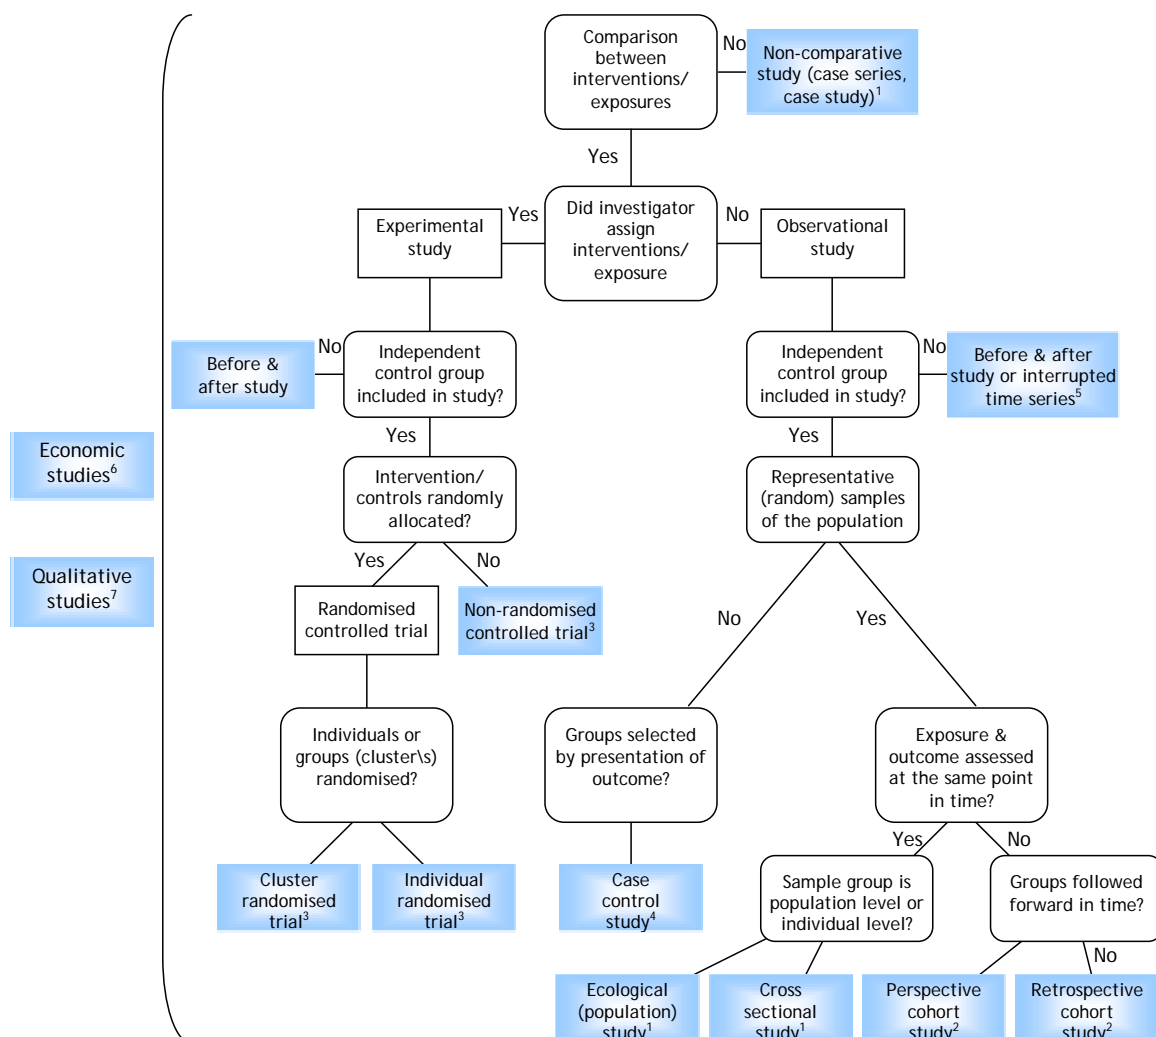 Comparison
between
interventions/
exposures
No
Non-comparative
study (case series,
case study)1
Yes
Did investigator
assign
interventions/
exposure
Yes
Experimental
study
No
Observational
study
Independent
control group
included in study?
No
Before &
after study
Independent
control group
included in study?
No
Before & after
study or interrupted
time series5
Yes
Yes
Economic
studies6
Intervention/
controls randomly
allocated?
Representative
(random) samples
of the population
Qualitative
studies7
Yes
No
Randomised
controlled trial
Non-randomised
controlled trial3
No
Yes
Individuals or
groups (cluster\s)
randomised?
Groups selected
by presentation of
outcome?
Exposure &
outcome assessed
at the same point
in time?
Yes
No
Cluster
randomised
trial3
Individual
randomised
trial3
Case
control
study4
Sample group is
population level or
individual level?
Groups followed
forward in time?
No
Ecological
(population)
study1
Cross
sectional
study1
Perspective
cohort
study2
Retrospective
cohort
study2